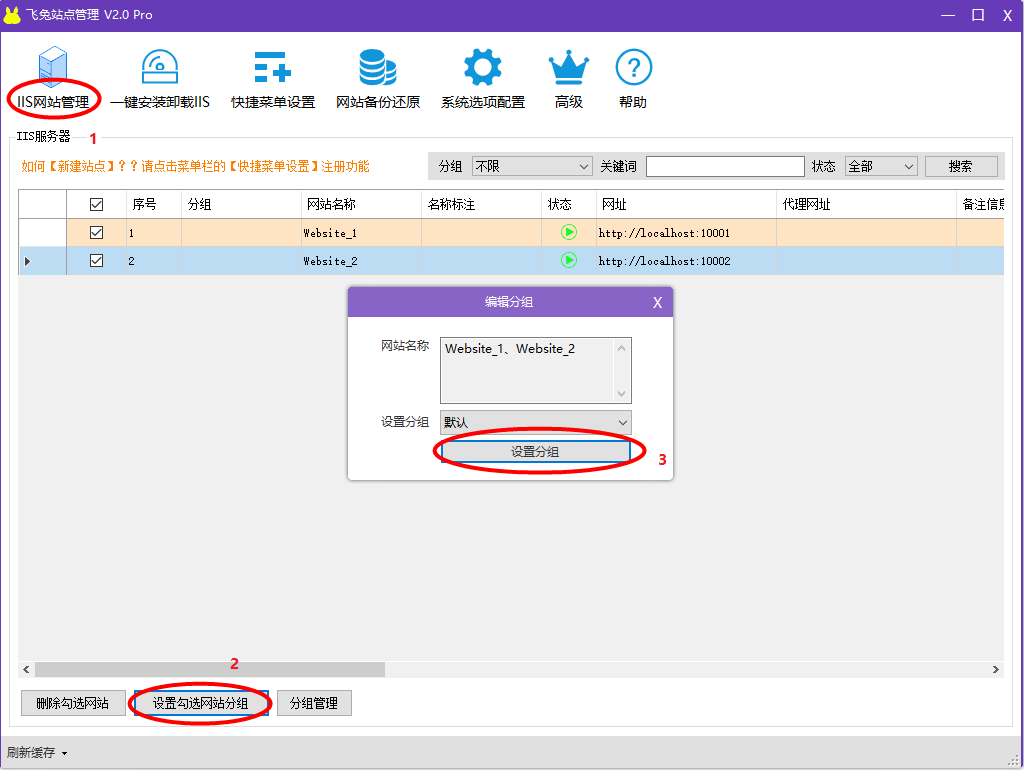 飞兔站点管理 V2.0 Pro
IIS网站管理 一键安装卸载IIS 快捷菜单设置 网站备份还原 系统选项配置 高级 帮助
IIS服务器 1
如何【新建站点】？？请点击菜单栏的【快捷菜单设置】注册功能 分组 不限 关键词 状态 全部 搜索
序号 分组 网站名称 名称标注 状态 网址 代理网址 备注信息
1 Website_1 http://localhost:10001
2 Website_2 http://localhost:10002
编辑分组 X
网站名称 Website_1、Website_2
设置分组 默认
设置分组 3
2
删除勾选网站 设置勾选网站分组 分组管理
刷新缓存